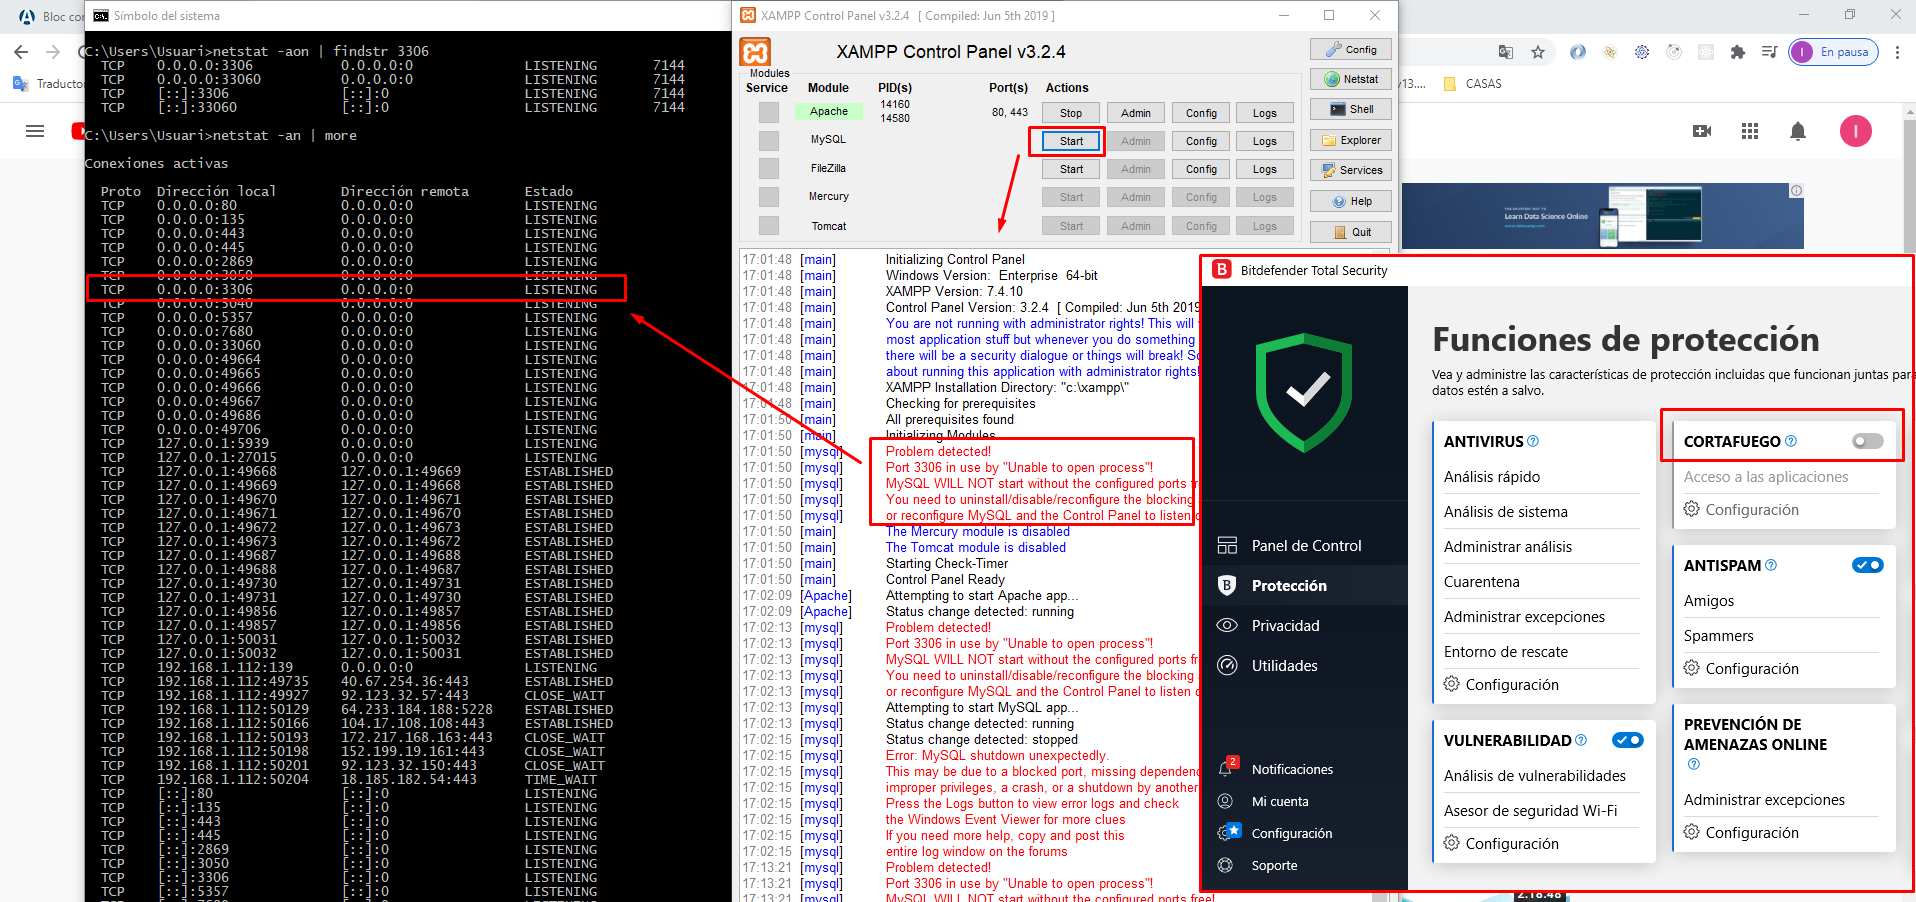 Bloc co
Traducto
Símbolo del sistema
C:\Users\Usuari>netstat -aon | findstr 3306
TCP 0.0.0.0:3306 0.0.0.0:0 LISTENING 7144
TCP 0.0.0.0:33060 0.0.0.0:0 LISTENING 7144
TCP [::]:3306 [::]:0 LISTENING 7144
TCP [::]:33060 [::]:0 LISTENING 7144
C:\Users\Usuari>netstat -an | more
Conexiones activas
Proto Dirección local Dirección remota Estado
TCP 0.0.0.0:80 0.0.0.0:0 LISTENING
TCP 0.0.0.0:135 0.0.0.0:0 LISTENING
TCP 0.0.0.0:443 0.0.0.0:0 LISTENING
TCP 0.0.0.0:445 0.0.0.0:0 LISTENING
TCP 0.0.0.0:2869 0.0.0.0:0 LISTENING
TCP 0.0.0.0:3050 0.0.0.0:0 LISTENING
TCP 0.0.0.0:3306 0.0.0.0:0 LISTENING
TCP 0.0.0.0:5040 0.0.0.0:0 LISTENING
TCP 0.0.0.0:5357 0.0.0.0:0 LISTENING
TCP 0.0.0.0:7680 0.0.0.0:0 LISTENING
TCP 0.0.0.0:33060 0.0.0.0:0 LISTENING
TCP 0.0.0.0:49664 0.0.0.0:0 LISTENING
TCP 0.0.0.0:49665 0.0.0.0:0 LISTENING
TCP 0.0.0.0:49666 0.0.0.0:0 LISTENING
TCP 0.0.0.0:49667 0.0.0.0:0 LISTENING
TCP 0.0.0.0:49686 0.0.0.0:0 LISTENING
TCP 0.0.0.0:49706 0.0.0.0:0 LISTENING
TCP 127.0.0.1:5939 0.0.0.0:0 LISTENING
TCP 127.0.0.1:27015 0.0.0.0:0 LISTENING
TCP 127.0.0.1:49668 127.0.0.1:49669 ESTABLISHED
TCP 127.0.0.1:49669 127.0.0.1:49668 ESTABLISHED
TCP 127.0.0.1:49670 127.0.0.1:49671 ESTABLISHED
TCP 127.0.0.1:49671 127.0.0.1:49670 ESTABLISHED
TCP 127.0.0.1:49672 127.0.0.1:49673 ESTABLISHED
TCP 127.0.0.1:49673 127.0.0.1:49672 ESTABLISHED
TCP 127.0.0.1:49687 127.0.0.1:49688 ESTABLISHED
TCP 127.0.0.1:49688 127.0.0.1:49687 ESTABLISHED
TCP 127.0.0.1:49730 127.0.0.1:49731 ESTABLISHED
TCP 127.0.0.1:49731 127.0.0.1:49730 ESTABLISHED
TCP 127.0.0.1:49856 127.0.0.1:49857 ESTABLISHED
TCP 127.0.0.1:49857 127.0.0.1:49856 ESTABLISHED
TCP 127.0.0.1:50031 127.0.0.1:50032 ESTABLISHED
TCP 127.0.0.1:50032 127.0.0.1:50031 ESTABLISHED
TCP 192.168.1.112:139 0.0.0.0:0 LISTENING
TCP 192.168.1.112:49735 40.67.254.36:443 ESTABLISHED
TCP 192.168.1.112:49927 92.123.32.57:443 CLOSE_WAIT
TCP 192.168.1.112:50129 64.233.184.188:5228 ESTABLISHED
TCP 192.168.1.112:50166 104.17.108.108:443 ESTABLISHED
TCP 192.168.1.112:50193 172.217.168.163:443 CLOSE_WAIT
TCP 192.168.1.112:50198 152.199.19.161:443 CLOSE_WAIT
TCP 192.168.1.112:50201 92.123.32.150:443 CLOSE_WAIT
TCP 192.168.1.112:50204 18.185.182.54:443 TIME_WAIT
TCP [::]:80 [::]:0 LISTENING
TCP [::]:135 [::]:0 LISTENING
TCP [::]:443 [::]:0 LISTENING
TCP [::]:445 [::]:0 LISTENING
TCP [::]:2869 [::]:0 LISTENING
TCP [::]:3050 [::]:0 LISTENING
TCP [::]:3306 [::]:0 LISTENING
TCP [::]:5357 [::]:0 LISTENING
XAMPP Control Panel v3.2.4 [ Compiled: Jun 5th 2019 ]
XAMPP Control Panel v3.2.4
Modules
Service Module PID(s) Port(s) Actions
Apache 14160 14580 80, 443 Stop Admin Config Logs
MySQL Start Admin Config Logs
FileZilla Start Admin Config Logs
Mercury Start Admin Config Logs
Tomcat Start Admin Config Logs
Config
Netstat
Shell
Explorer
Services
Help
Quit
17:01:48 [main] Initializing Control Panel
17:01:48 [main] Windows Version: Enterprise 64-bit
17:01:48 [main] XAMPP Version: 7.4.10
17:01:48 [main] Control Panel Version: 3.2.4 [ Compiled: Jun 5th 2019
17:01:48 [main] You are not running with administrator rights! This will
17:01:48 [main] most application stuff but whenever you do something
17:01:48 [main] there will be a security dialogue or things will break! So
17:01:48 [main] about running this application with administrator rights!
17:01:48 [main] XAMPP Installation Directory: "c:\xampp\"
17:01:48 [main] Checking for prerequisites
17:01:50 [main] All prerequisites found
17:01:50 [main] Initializing Modules
17:01:50 [mysql] Problem detected!
17:01:50 [mysql] Port 3306 in use by "Unable to open process"!
17:01:50 [mysql] MySQL WILL NOT start without the configured ports fre
17:01:50 [mysql] You need to uninstall/disable/reconfigure the blocking
17:01:50 [mysql] or reconfigure MySQL and the Control Panel to listen o
17:01:50 [main] The Mercury module is disabled
17:01:50 [main] The Tomcat module is disabled
17:01:50 [main] Starting Check-Timer
17:01:50 [main] Control Panel Ready
17:02:09 [Apache] Attempting to start Apache app...
17:02:09 [Apache] Status change detected: running
17:02:13 [mysql] Problem detected!
17:02:13 [mysql] Port 3306 in use by "Unable to open process"!
17:02:13 [mysql] MySQL WILL NOT start without the configured ports fre
17:02:13 [mysql] You need to uninstall/disable/reconfigure the blocking
17:02:13 [mysql] or reconfigure MySQL and the Control Panel to listen o
17:02:13 [mysql] Attempting to start MySQL app...
17:02:13 [mysql] Status change detected: running
17:02:15 [mysql] Status change detected: stopped
17:02:15 [mysql] Error: MySQL shutdown unexpectedly.
17:02:15 [mysql] This may be due to a blocked port, missing dependenc
17:02:15 [mysql] improper privileges, a crash, or a shutdown by another
17:02:15 [mysql] Press the Logs button to view error logs and check
17:02:15 [mysql] the Windows Event Viewer for more clues
17:02:15 [mysql] If you need more help, copy and post this
17:02:15 [mysql] entire log window on the forums
17:13:21 [mysql] Problem detected!
17:13:21 [mysql] Port 3306 in use by "Unable to open process"!
17:13:21 [mysql] MySQL WILL NOT start without the configured ports free!
I En pausa
v13.... CASAS
I
Learn Data Science Online
Bitdefender Total Security
Panel de Control
Protección
Privacidad
Utilidades
2
Notificaciones
Mi cuenta
Configuración
Soporte
Funciones de protección
Vea y administre las características de protección incluidas que funcionan juntas para
datos estén a salvo.
ANTIVIRUS
Análisis rápido
Análisis de sistema
Administrar análisis
Cuarentena
Administrar excepciones
Entorno de rescate
Configuración
VULNERABILIDAD
Análisis de vulnerabilidades
Asesor de seguridad Wi-Fi
Configuración
CORTAFUEGO
Acceso a las aplicaciones
Configuración
ANTISPAM
Amigos
Spammers
Configuración
PREVENCIÓN DE
AMENAZAS ONLINE
Administrar excepciones
Configuración
2:18:48